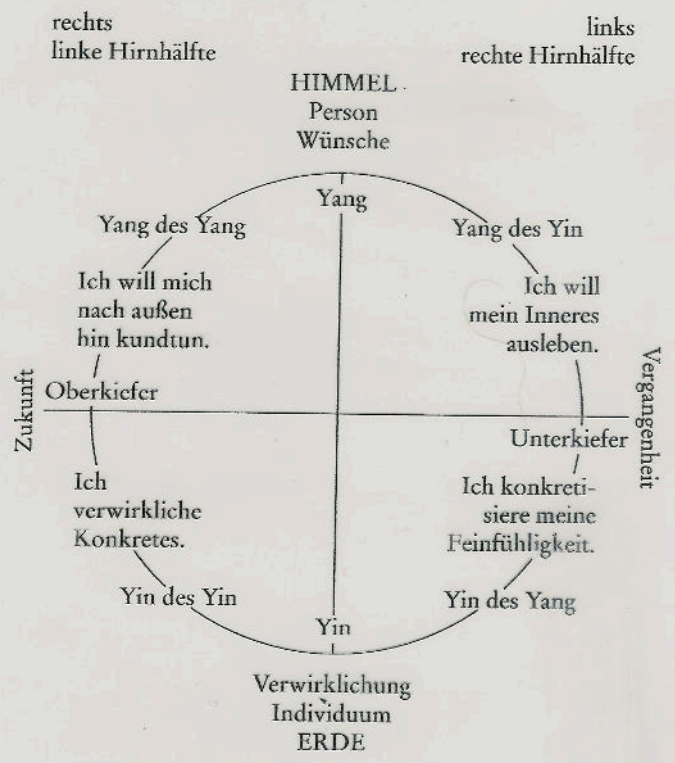 rechts
linke Hirnhälfte
links
rechte Hirnhälfte
HIMMEL
Person
Wünsche
Yang
Yang des Yang
Yang des Yin
Ich will mich
nach außen
hin kundtun.
Ich will
mein Inneres
ausleben.
Zukunft
Oberkiefer
Vergangenheit
Unterkiefer
Ich
verwirkliche
Konkretes.
Ich konkreti-
siere meine
Feinfühligkeit.
Yin des Yin
Yin des Yang
Yin
Verwirklichung
Individuum
ERDE